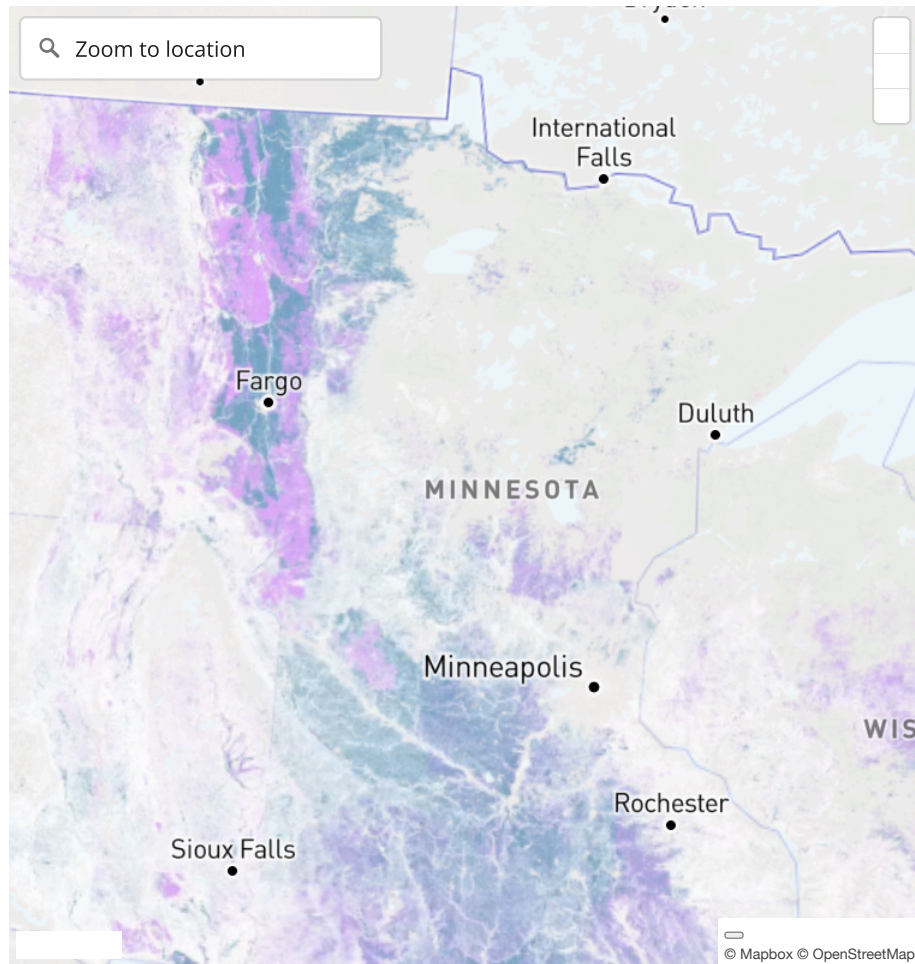 Zoom to location
International
Falls
Fargo
Duluth
MINNESOTA
Minneapolis
WIS
Rochester
Sioux Falls
© Mapbox © OpenStreetMap